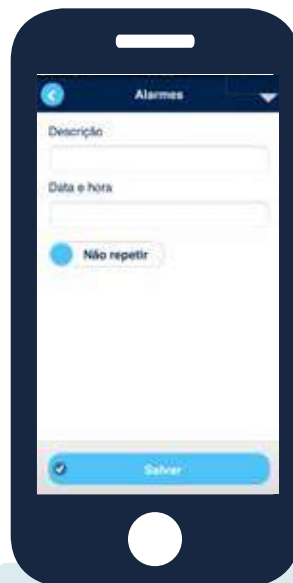 Alarmes
Descrição
Data e hora
Não repetir
Salvar